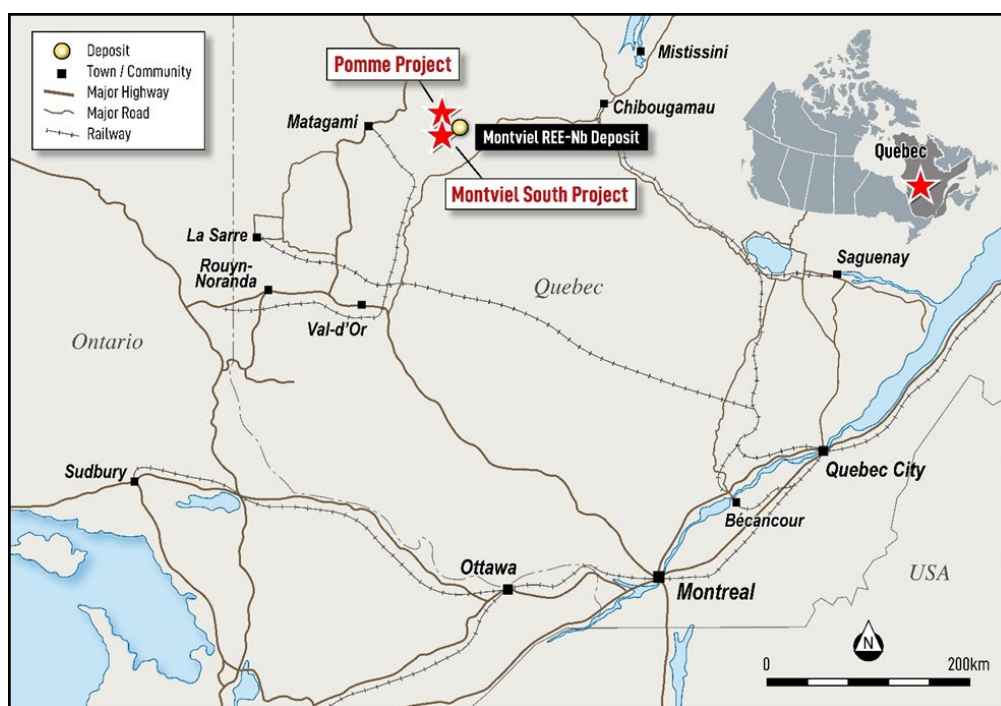 Deposit
Town / Community
Major Highway
Major Road
Railway
Pomme Project
Mistissini
Chibougamau
Matagami
Montviel REE-Nb Deposit
Quebec
Montviel South Project
La Sarre
Rouyn-
Noranda
Val-d'Or
Quebec
Saguenay
Ontario
Sudbury
Quebec City
Bécancour
Ottawa
Montreal
USA
N
0
200km